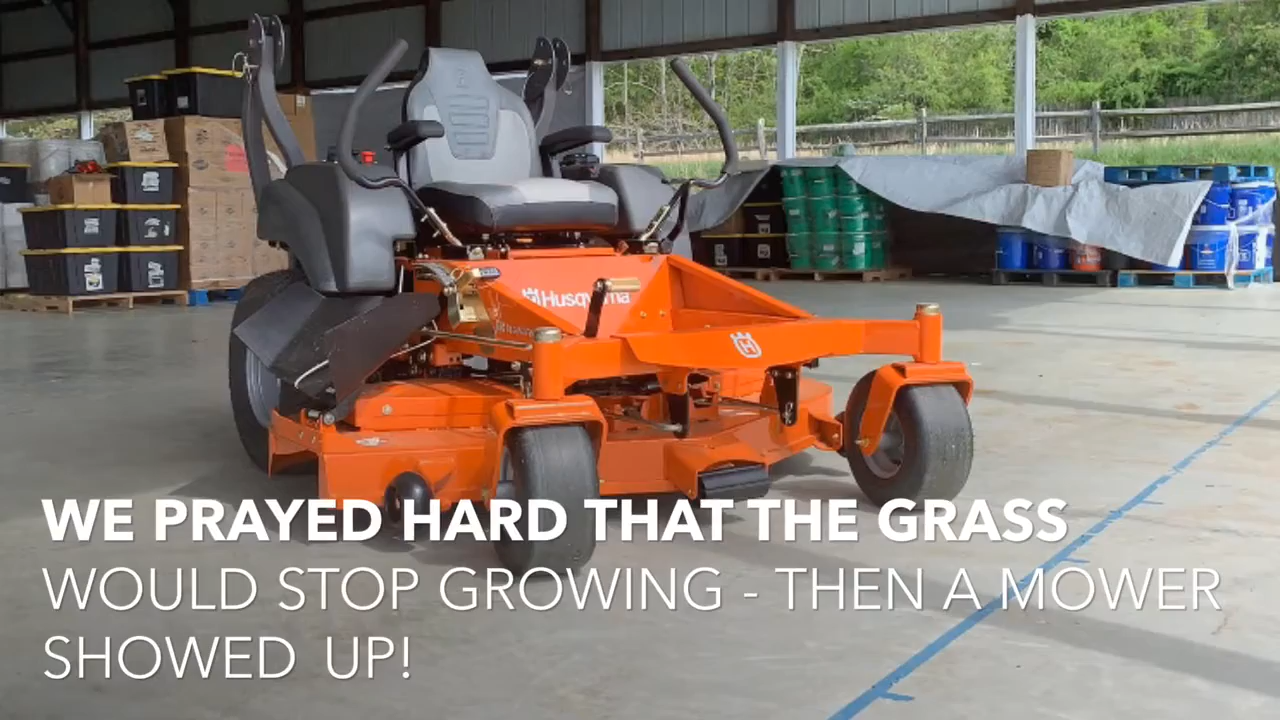 Husqvarna
WE PRAYED HARD THAT THE GRASS
WOULD STOP GROWING - THEN A MOWER
SHOWED UP!